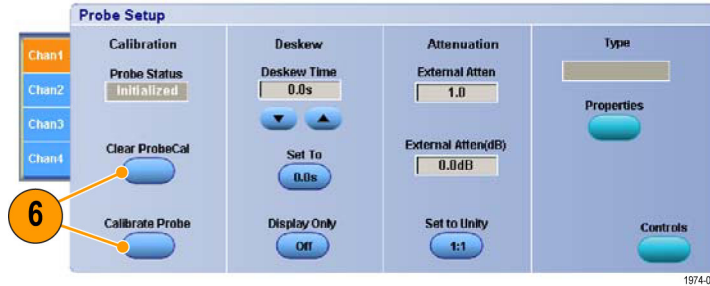 Probe Setup
Chan1
Chan2
Chan3
Chan4
Calibration
Probe Status
Initialized
Clear ProbeCal
Calibrate Probe
6
Deskew
Deskew Time
0.0s
Set To
0.0s
Display Only
Off
Attenuation
External Atten
1.0
External Atten(dB)
0.0dB
Set to Unity
1:1
Type
Properties
Controls
1974-0